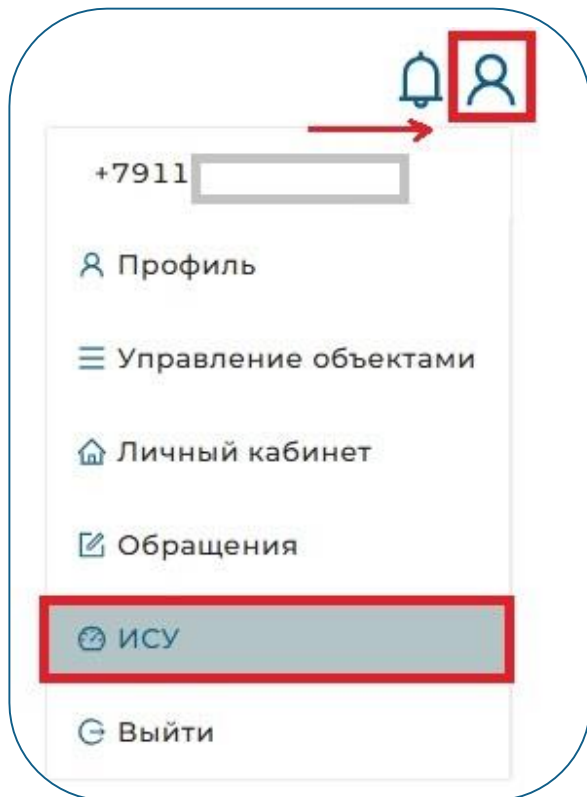 +7911
Профиль
Управление объектами
Личный кабинет
Обращения
ИСУ
Выйти